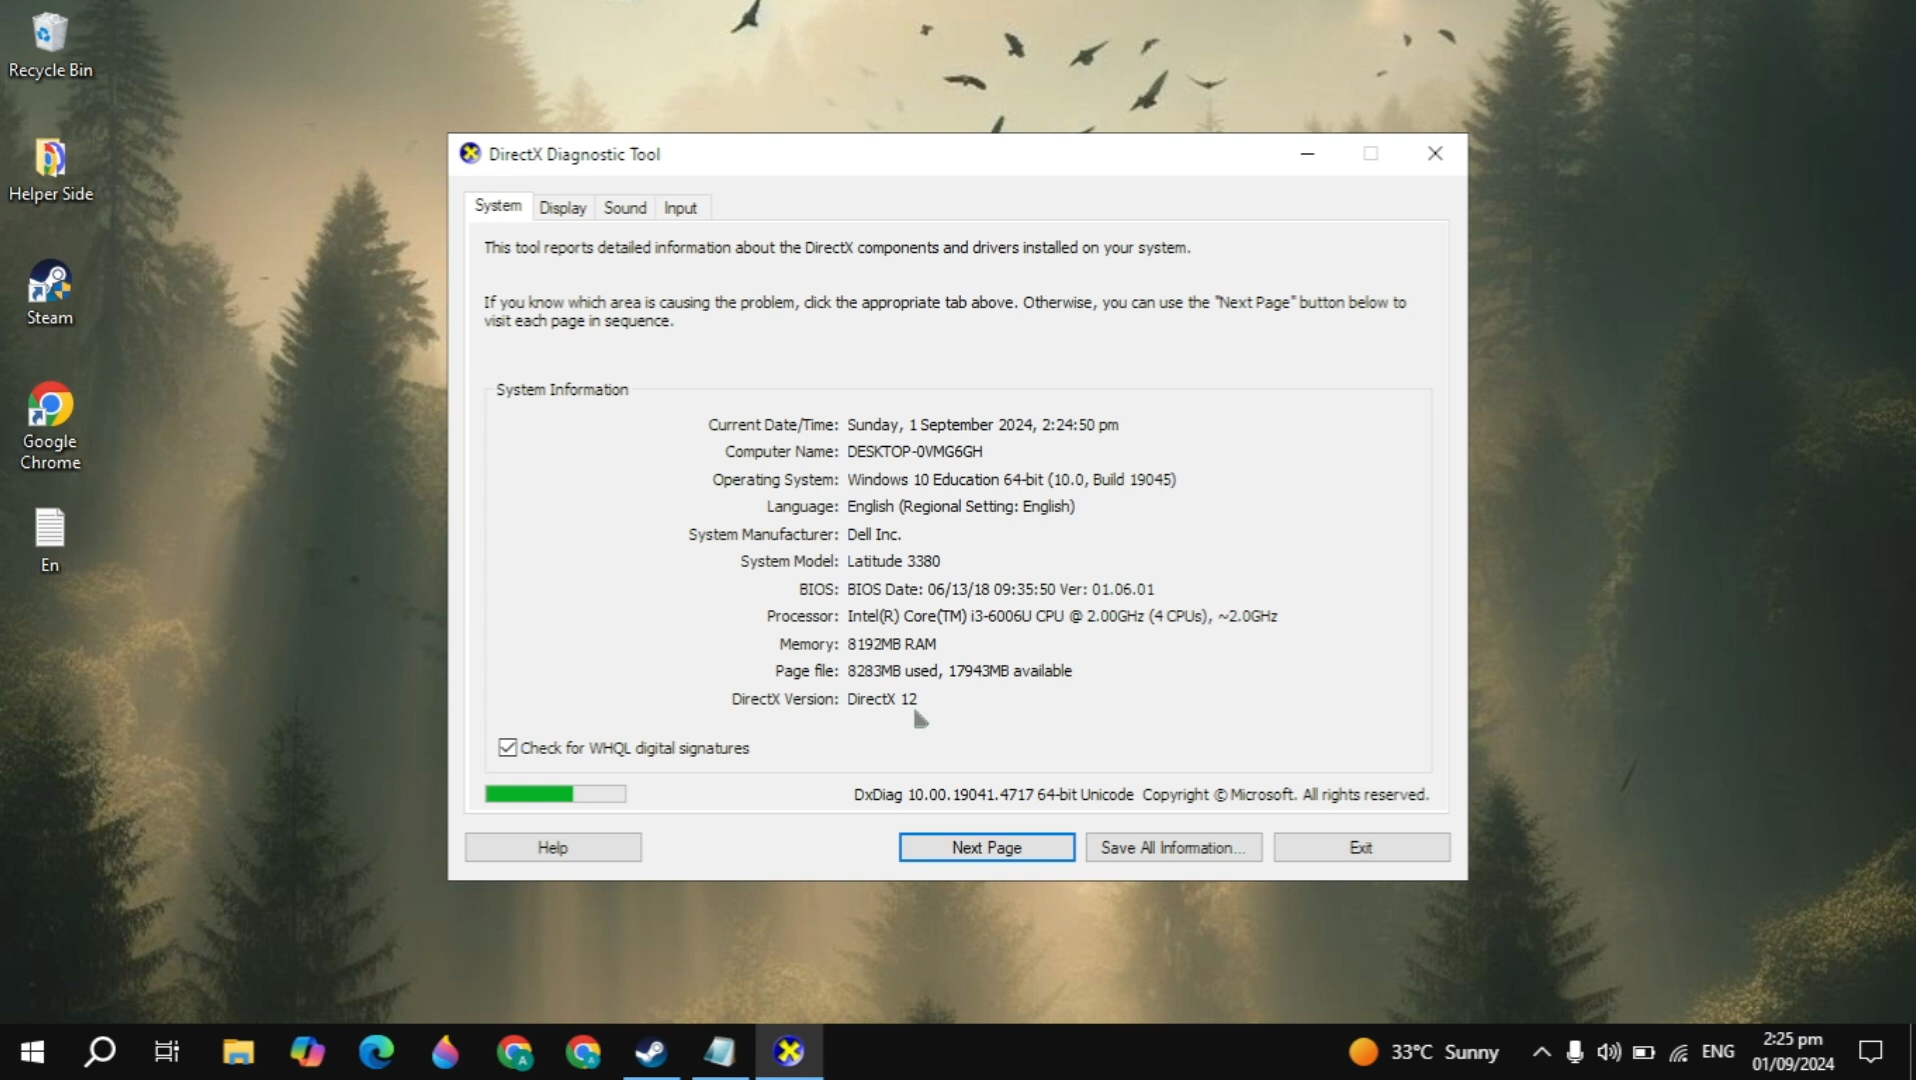 Recycle Bin
Helper Side
Steam
Google
Chrome
En
DirectX Diagnostic Tool
System Display Sound Input
This tool reports detailed information about the DirectX components and drivers installed on your system.
If you know which area is causing the problem, click the appropriate tab above. Otherwise, you can use the "Next Page" button below to
visit each page in sequence.
System Information
Current Date/Time: Sunday, 1 September 2024, 2:24:50 pm
Computer Name: DESKTOP-0VMG6GH
Operating System: Windows 10 Education 64-bit (10.0, Build 19045)
Language: English (Regional Setting: English)
System Manufacturer: Dell Inc.
System Model: Latitude 3380
BIOS: BIOS Date: 06/13/18 09:35:50 Ver: 01.06.01
Processor: Intel(R) Core(TM) i3-6006U CPU @ 2.00GHz (4 CPUs), ~2.0GHz
Memory: 8192MB RAM
Page file: 8283MB used, 17943MB available
DirectX Version: DirectX 12
Check for WHQL digital signatures
DxDiag 10.00.19041.4717 64-bit Unicode Copyright © Microsoft. All rights reserved.
Help Next Page Save All Information... Exit
33°C Sunny ENG 2:25 pm
01/09/2024